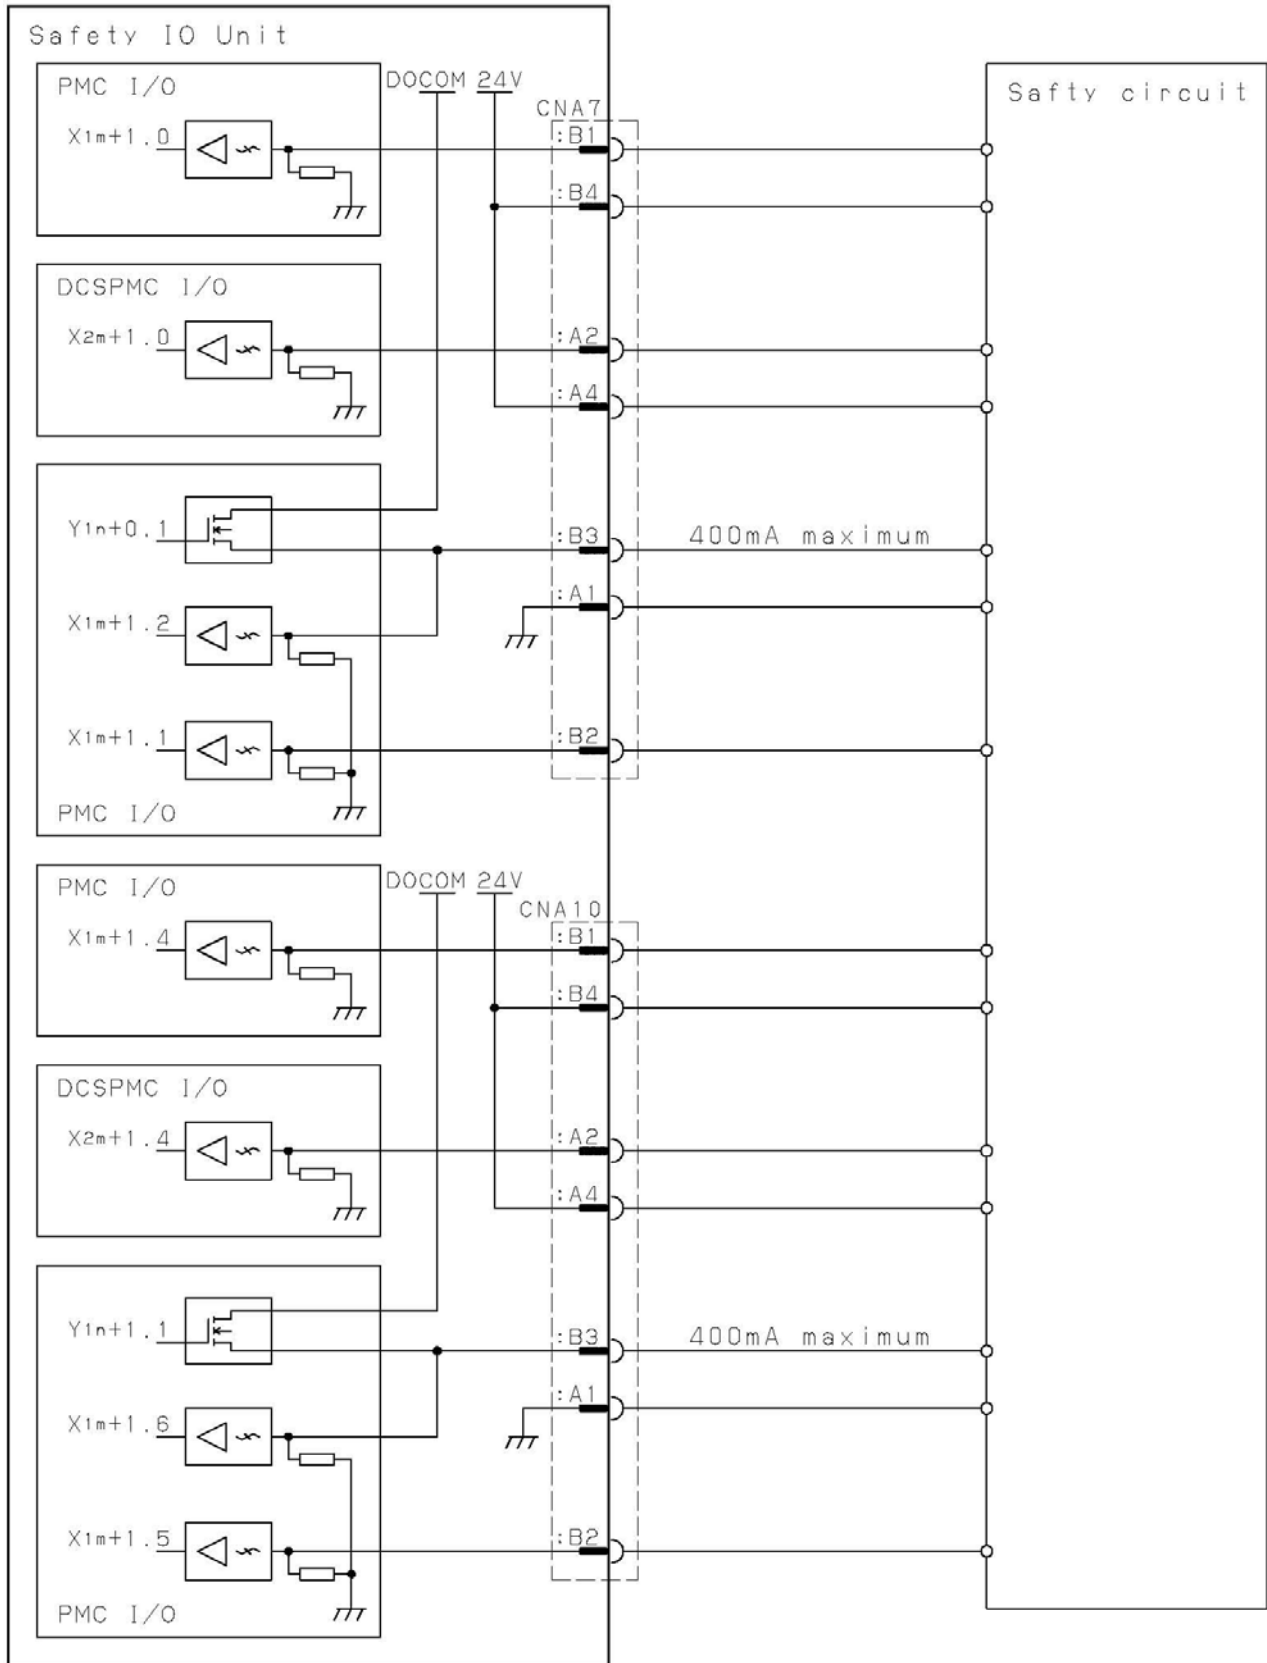 Safety IO Unit
Safty circuit
PMC I/O
DOCOM 24V
CNA7
X1m+1.0
:B1
:B4
DCSPMC I/O
X2m+1.0
:A2
:A4
Y1n+0.1
:B3
400mA maximum
:A1
X1m+1.2
X1m+1.1
:B2
PMC I/O
PMC I/O
DOCOM 24V
CNA10
X1m+1.4
:B1
:B4
DCSPMC I/O
X2m+1.4
:A2
:A4
Y1n+1.1
:B3
400mA maximum
:A1
X1m+1.6
X1m+1.5
:B2
PMC I/O